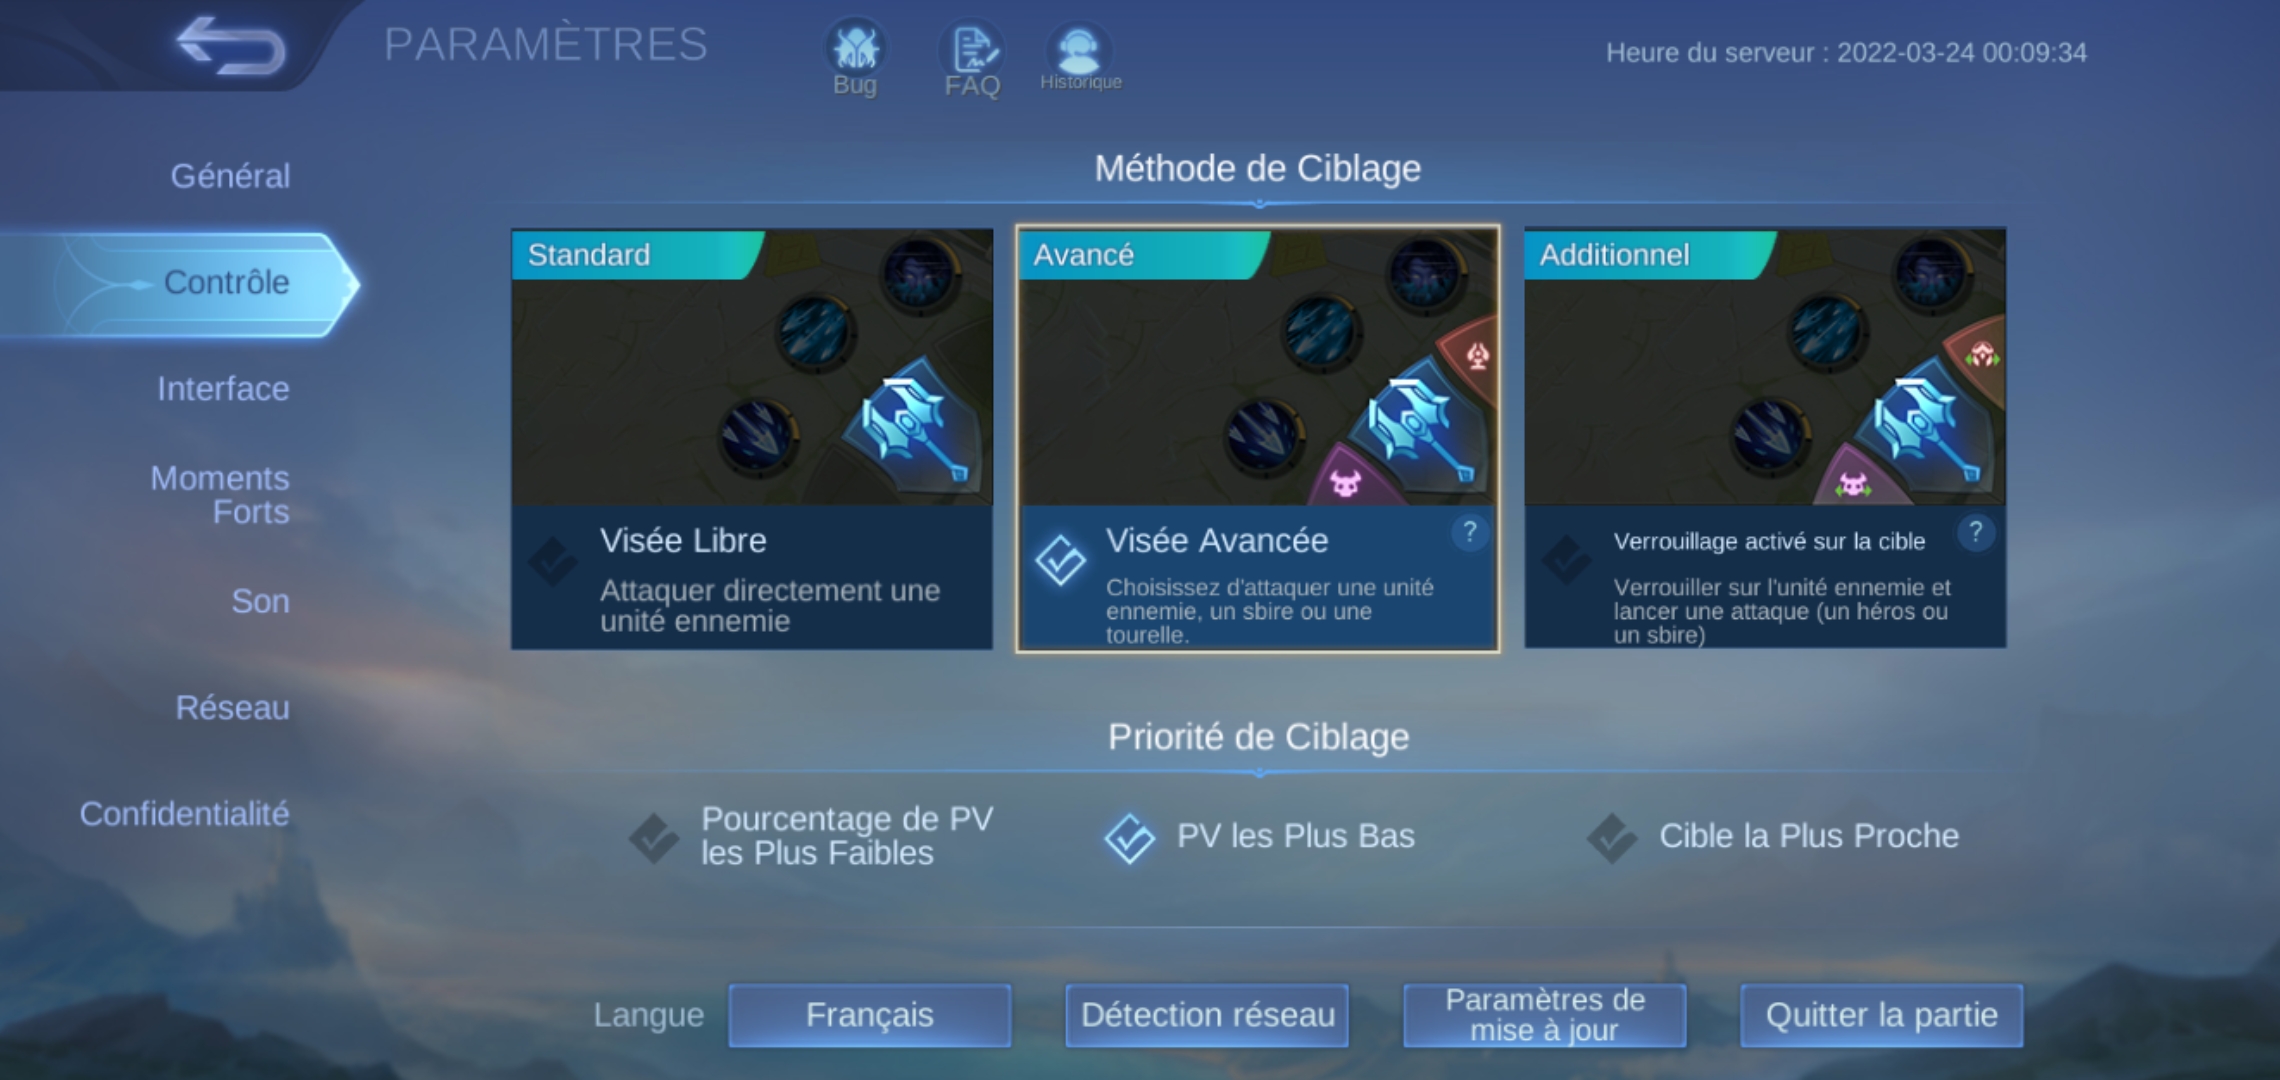 PARAMÈTRES
Bug
FAQ
Historique
Heure du serveur : 2022-03-24 00:09:34
Général
Contrôle
Interface
Moments
Forts
Son
Réseau
Confidentialité
Méthode de Ciblage
Standard
Visée Libre
Attaquer directement une
unité ennemie
Avancé
Visée Avancée
?
Choisissez d'attaquer une unité
ennemie, un sbire ou une
tourelle.
Additionnel
Verrouillage activé sur la cible
?
Verrouiller sur l'unité ennemie et
lancer une attaque (un héros ou
un sbire)
Priorité de Ciblage
Pourcentage de PV
les Plus Faibles
PV les Plus Bas
Cible la Plus Proche
Langue
Français
Détection réseau
Paramètres de
mise à jour
Quitter la partie